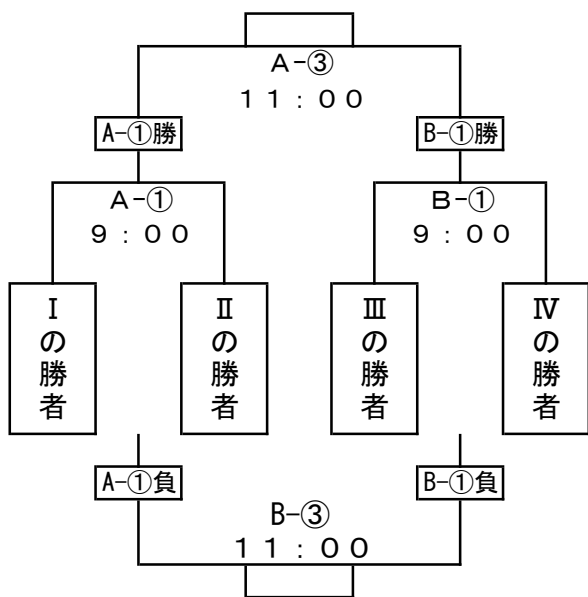 A-③
11:00
A-①勝
B-①勝
A-①
9:00
B-①
9:00
Ⅰの勝者
Ⅱの勝者
Ⅲの勝者
Ⅳの勝者
A-①負
B-①負
B-③
11:00